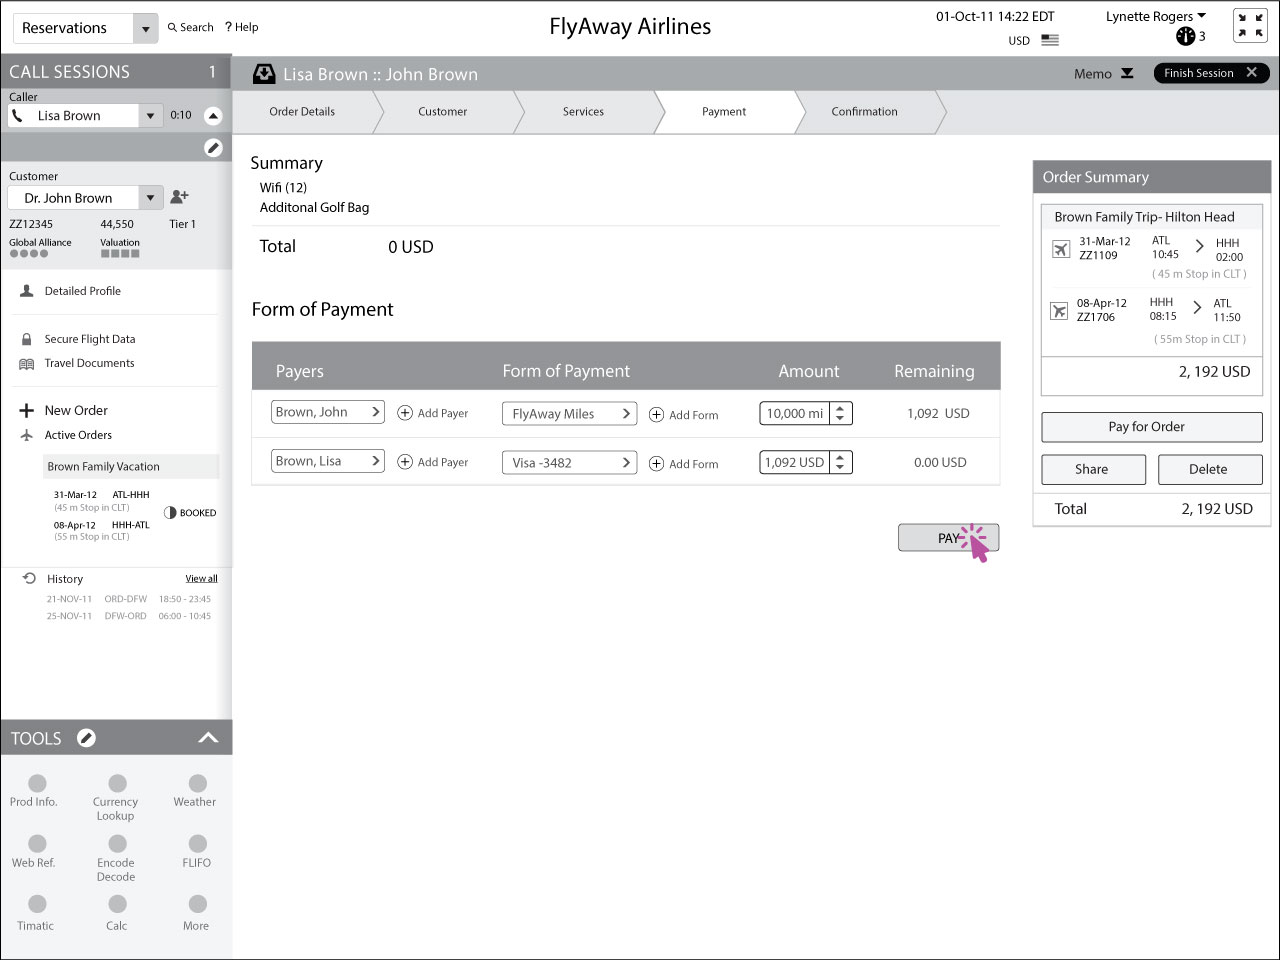 Reservations
Search
? Help
FlyAway Airlines
01-Oct-11 14:22 EDT
USD
Lynette Rogers
3
CALL SESSIONS 1
Caller
Lisa Brown 0:10
Customer
Dr. John Brown
ZZ12345 44,550 Tier 1
Global Alliance Valuation
Detailed Profile
Secure Flight Data
Travel Documents
New Order
Active Orders
Brown Family Vacation
31-Mar-12 ATL-HHH
(45 m Stop in CLT)
BOOKED
08-Apr-12 HHH-ATL
(55 m Stop in CLT)
History View all
21-NOV-11 ORD-DFW 18:50 - 23:45
25-NOV-11 DFW-ORD 06:00 - 10:45
TOOLS
Prod Info. Currency Lookup Weather
Web Ref. Encode Decode FLIFO
Timatic Calc More
Lisa Brown :: John Brown
Memo
Finish Session
Order Details Customer Services Payment Confirmation
Summary
Wifi (12)
Additonal Golf Bag
Total 0 USD
Form of Payment
Payers Form of Payment Amount Remaining
Brown, John Add Payer FlyAway Miles Add Form 10,000 mi 1,092 USD
Brown, Lisa Add Payer Visa -3482 Add Form 1,092 USD 0.00 USD
PAY
Order Summary
Brown Family Trip- Hilton Head
31-Mar-12 ATL HHH
ZZ1109 10:45 02:00
( 45 m Stop in CLT )
08-Apr-12 HHH ATL
ZZ1706 08:15 11:50
( 55m Stop in CLT )
2, 192 USD
Pay for Order
Share Delete
Total 2, 192 USD